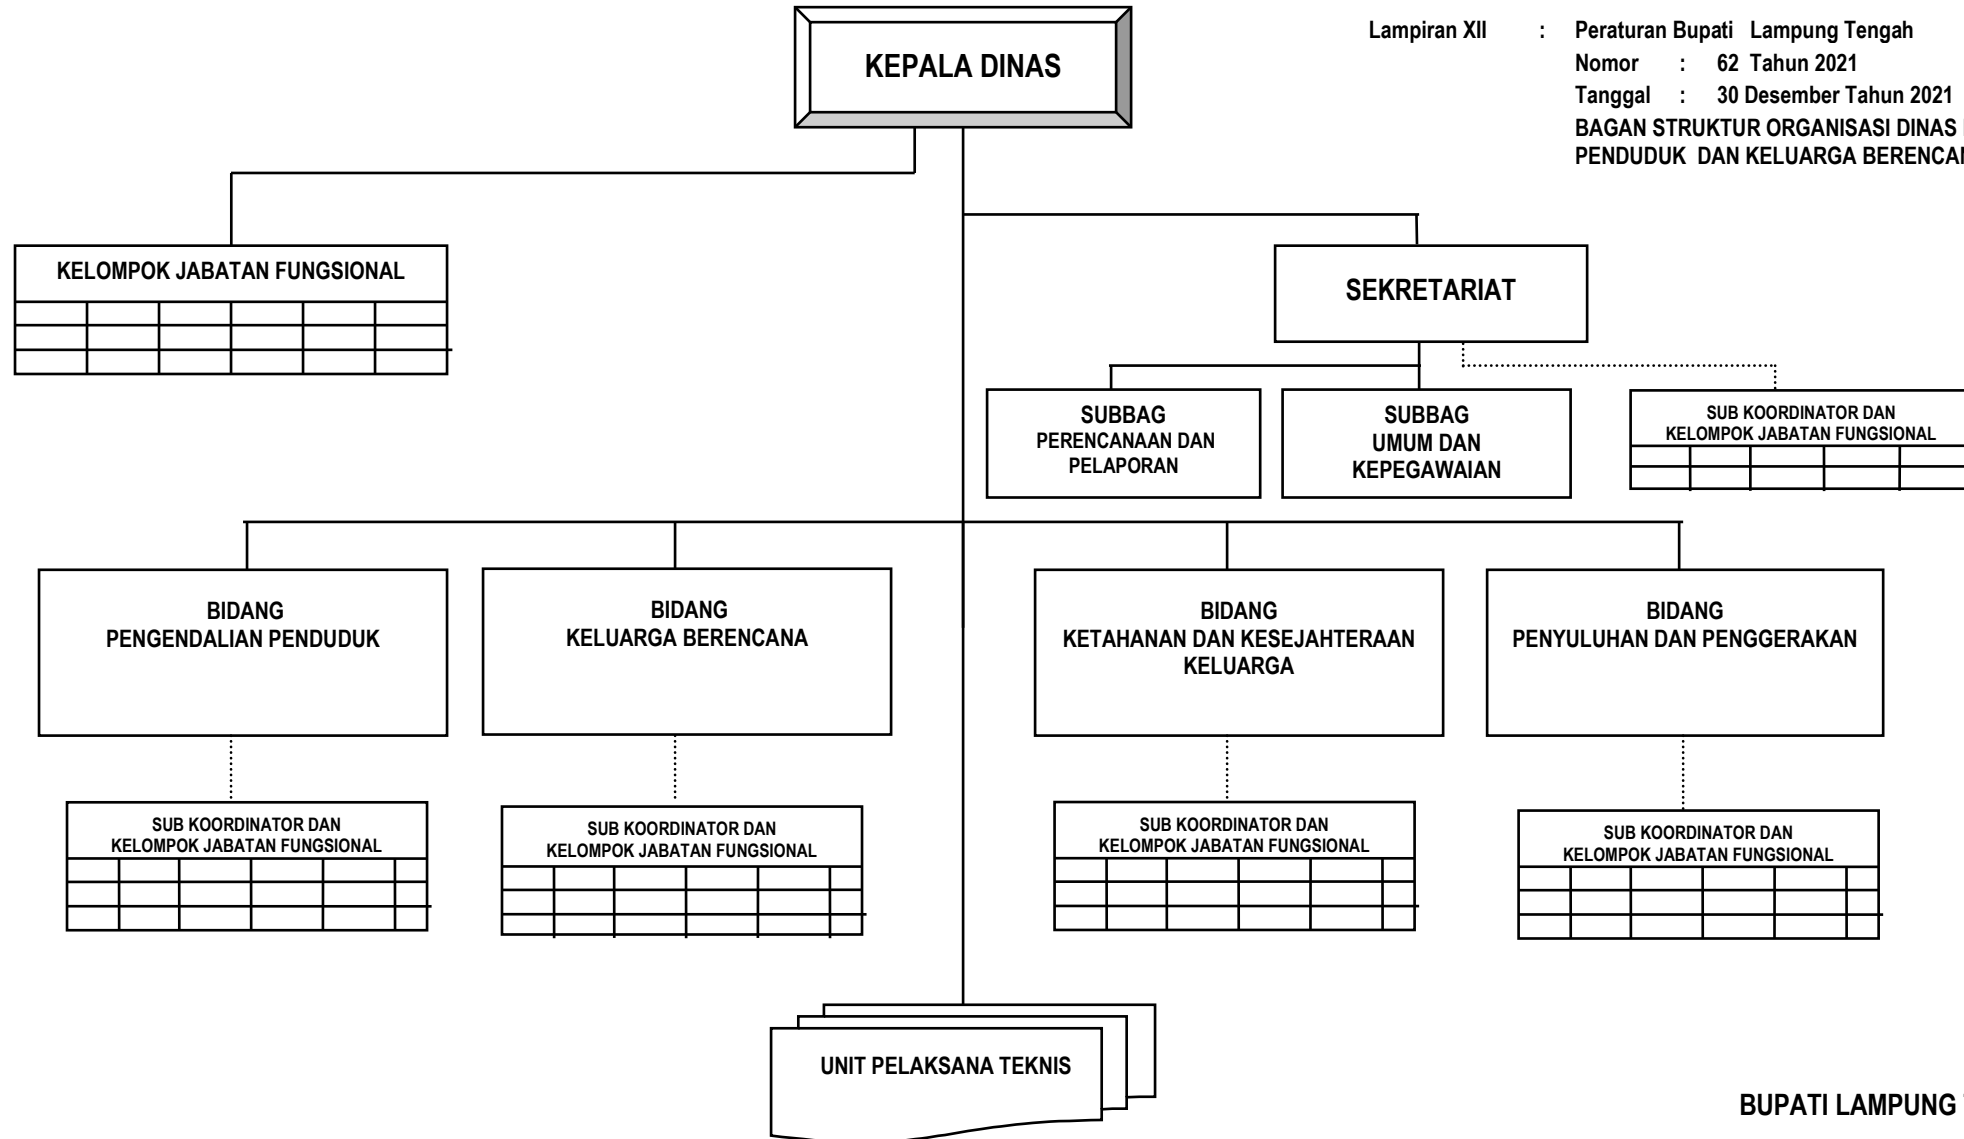 KEPALA DINAS
Lampiran XII : Peraturan Bupati Lampung Tengah
Nomor : 62 Tahun 2021
Tanggal : 30 Desember Tahun 2021
BAGAN STRUKTUR ORGANISASI DINAS
PENDUDUK DAN KELUARGA
KELOMPOK JABATAN FUNGSIONAL
SEKRETARIAT
SUBBAG
PERENCANAAN DAN
PELAPORAN
SUBBAG
UMUM DAN
KEPEGAWAIAN
SUB KOORDINATOR DAN
KELOMPOK JABATAN FUNGSIONAL
BIDANG
PENGENDALIAN PENDUDUK
BIDANG
KELUARGA BERENCANA
BIDANG
KETAHANAN DAN KESEJAHTERAAN
KELUARGA
BIDANG
PENYULUHAN DAN PENGGERAKAN
SUB KOORDINATOR DAN
KELOMPOK JABATAN FUNGSIONAL
SUB KOORDINATOR DAN
KELOMPOK JABATAN FUNGSIONAL
SUB KOORDINATOR DAN
KELOMPOK JABATAN FUNGSIONAL
SUB KOORDINATOR DAN
KELOMPOK JABATAN FUNGSIONAL
UNIT PELAKSANA TEKNIS
BUPATI LAMPUNG